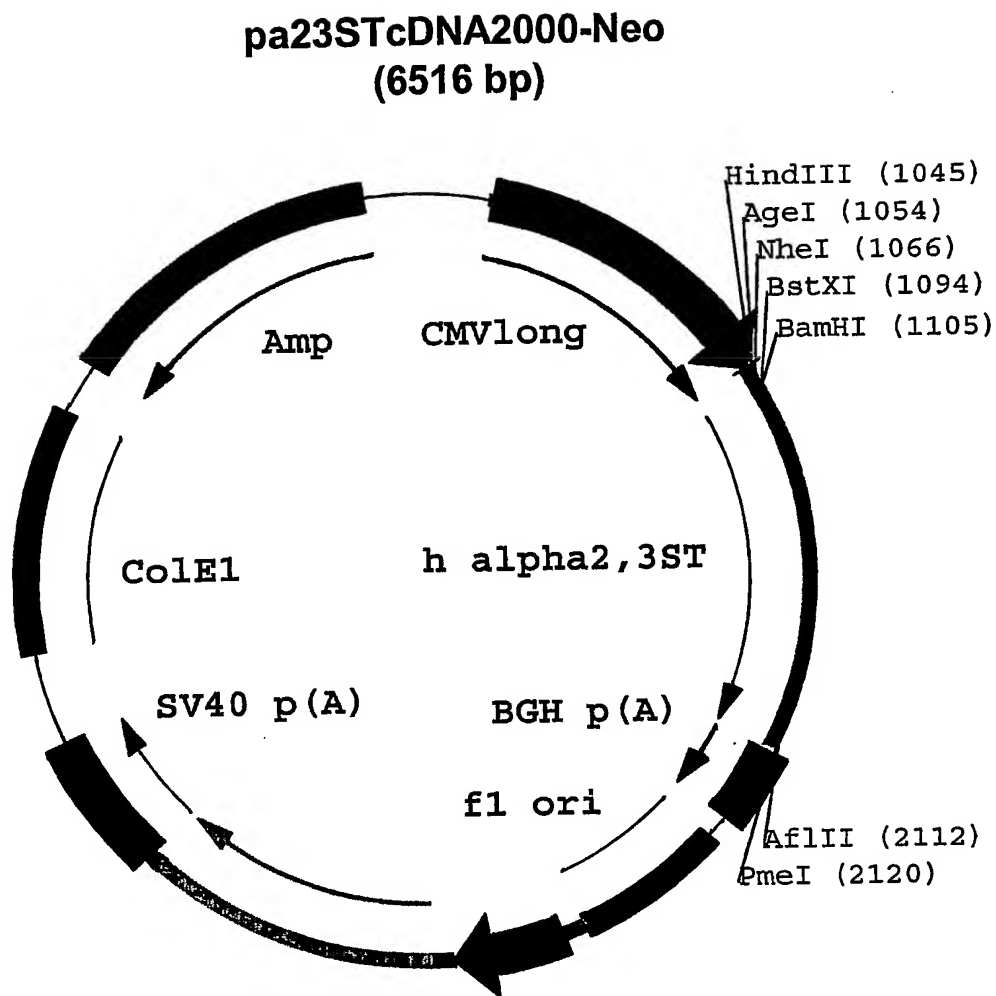 pa23STcDNA2000-Neo
(6516 bp)
HindIII (1045)
AgeI (1054)
NheI (1066)
BstXI (1094)
BamHI (1105)
Amp
CMVlong
ColE1
h alpha2,3ST
SV40 p(A)
BGH p(A)
f1 ori
AflII (2112)
PmeI (2120)